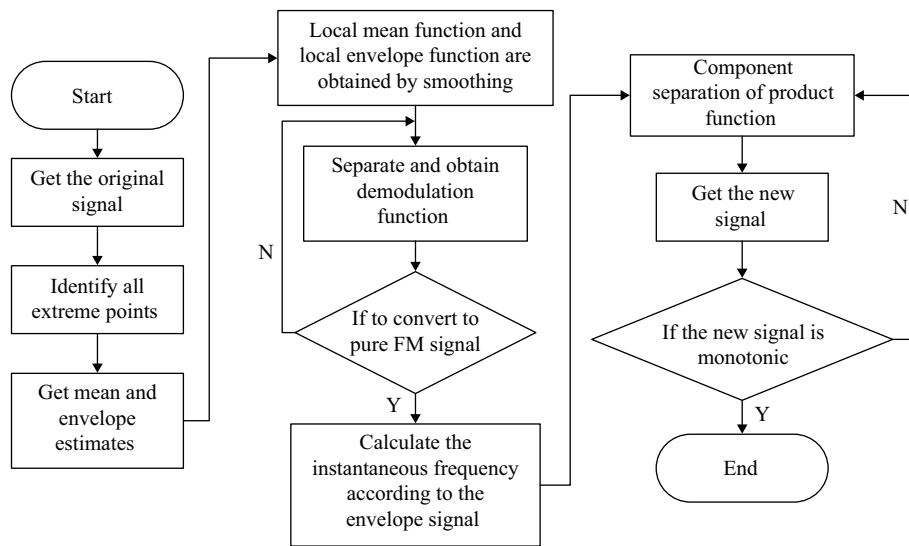 Start
Get the original
signal
Identify all
extreme points
Get mean and
envelope
estimates
Local mean function and
local envelope function are
obtained by smoothing
Separate and obtain
demodulation
function
N
If to convert to
pure FM signal
Y
Calculate the
instantaneous frequency
according to the
envelope signal
Component
separation of product
function
Get the new
signal
N
If the new signal is
monotonic
Y
End